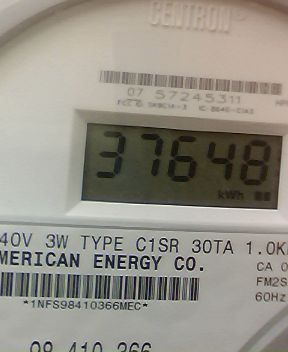 CENTRON®
07 57245311
37648
kWh
40V 3W TYPE C1SR 30TA 1.0K
MERICAN ENERGY CO.
CA 0
FM2S
60Hz
*1NFS98410366MEC*
98 410 366